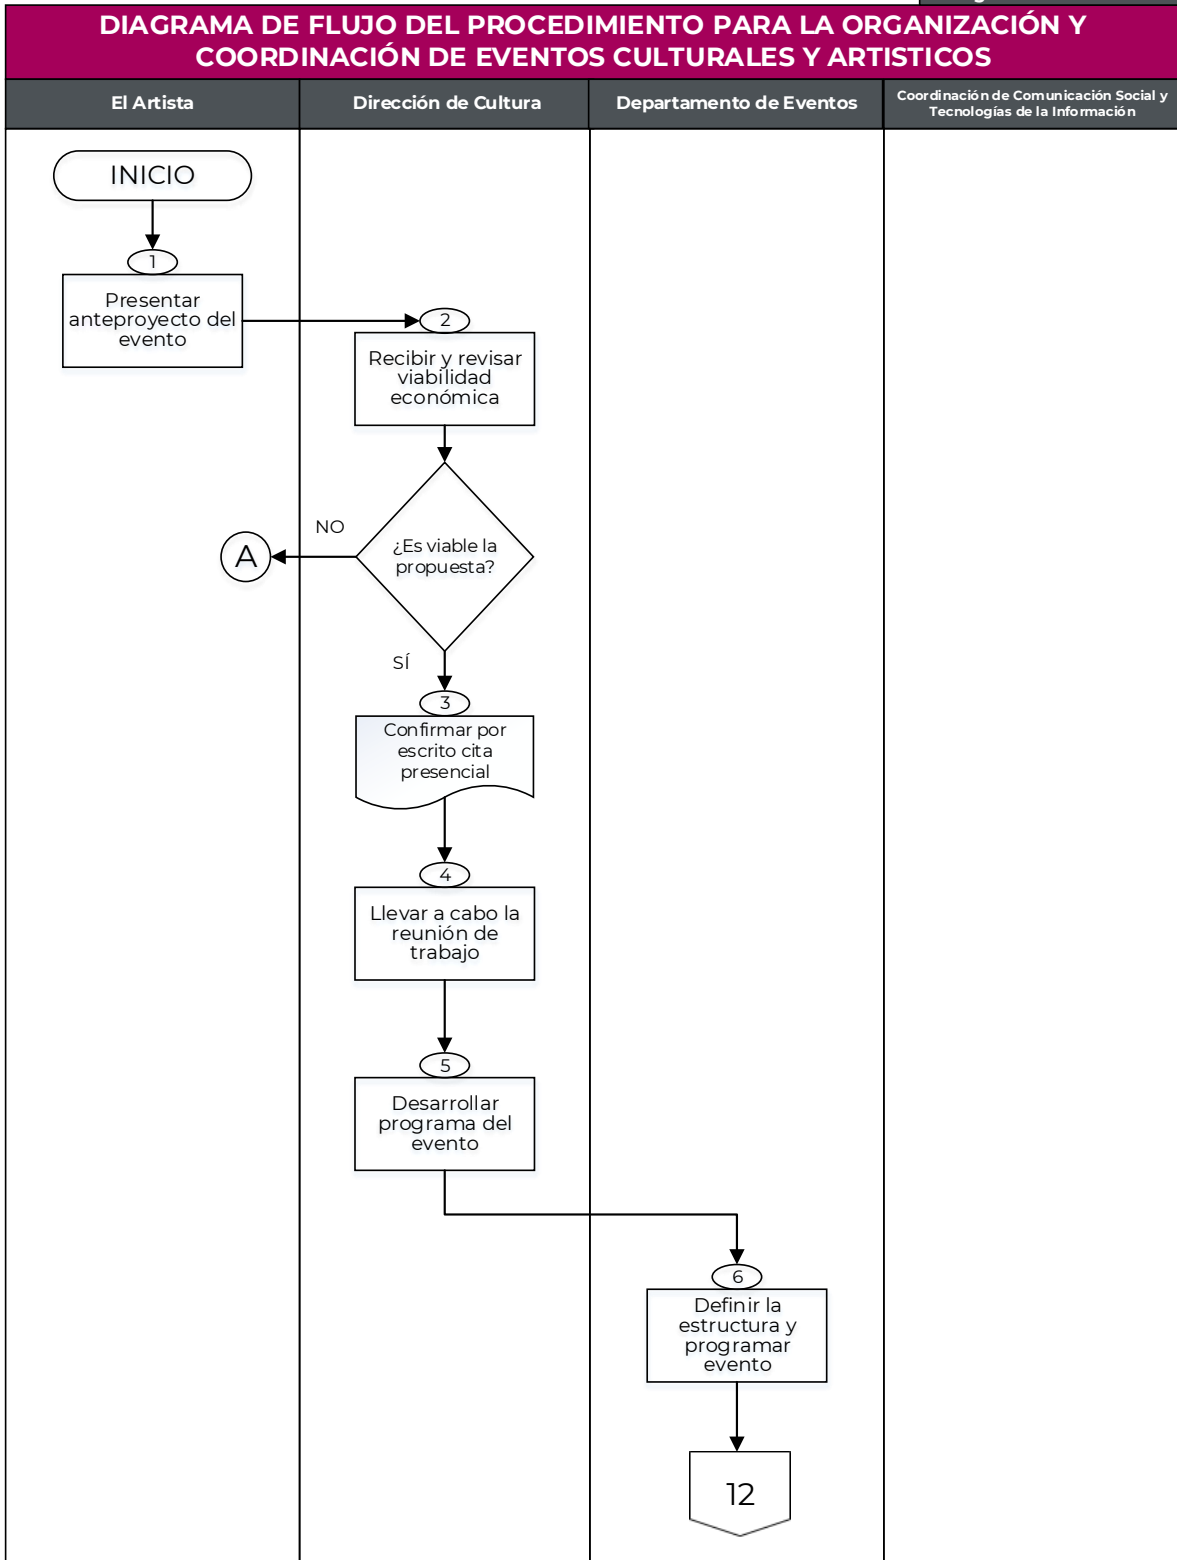 DIAGRAMA DE FLUJO DEL PROCEDIMIENTO PARA LA ORGANIZACIÓN Y
COORDINACIÓN DE EVENTOS CULTURALES Y ARTISTICOS
El Artista
Dirección de Cultura
Departamento de Eventos
Coordinación de Comunicación Social y
Tecnologías de la Información
INICIO
1
Presentar
anteproyecto del
evento
2
Recibir y revisar
viabilidad
económica
¿Es viable la
propuesta?
NO
A
SÍ
3
Confirmar por
escrito cita
presencial
4
Llevar a cabo la
reunión de
trabajo
5
Desarrollar
programa del
evento
6
Definir la
estructura y
programar
evento
12